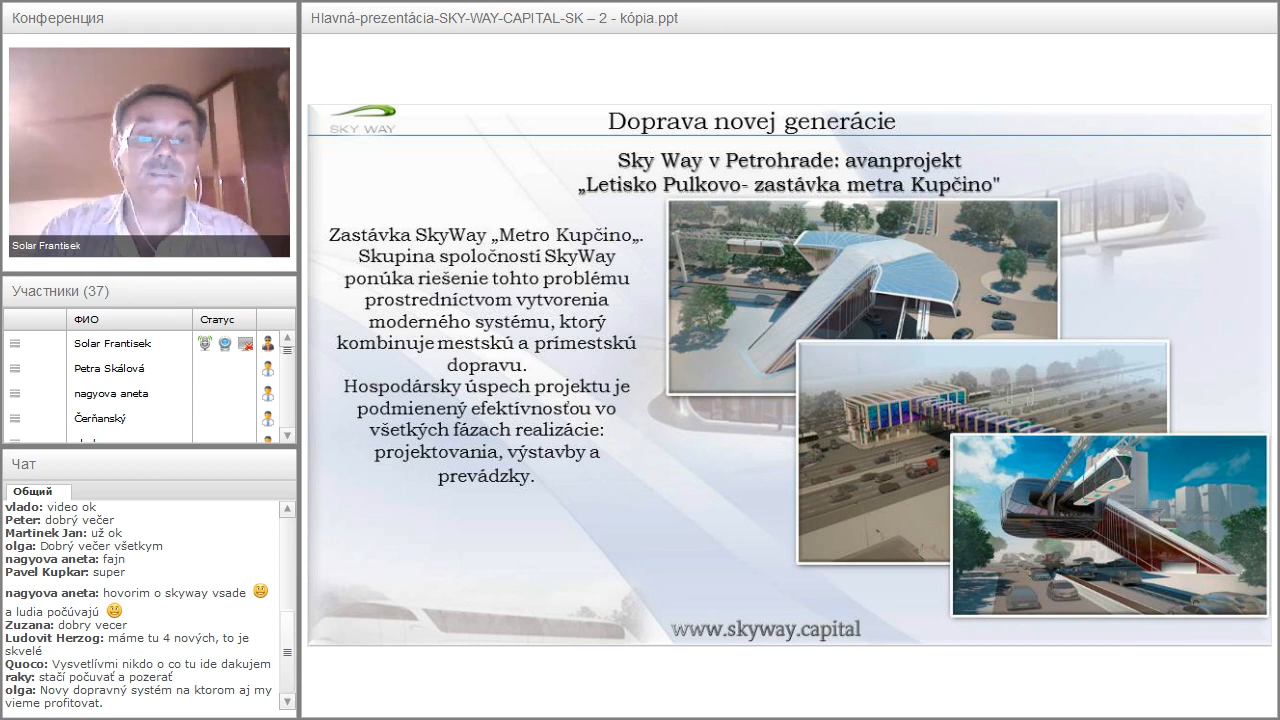 Конференция
Solar Frantisek
Участники (37)
ФИО
Статус
Solar Frantisek
Petra Skálová
nagyova aneta
Čerňanský
Чат
Общий
vlado: video ok
Peter: dobrý večer
Martinek Jan: už ok
olga: Dobrý večer všetkym
nagyova aneta: fajn
Pavel Kupkar: super
nagyova aneta: hovorim o skyway vsade
a ludia počúvajú
Zuzana: dobry vecer
Ludovit Herzog: máme tu 4 nových, to je
skvelé
Quoco: Vysvetlívmi nikdo o co tu ide dakujem
raky: stačí počuvať a pozerať
olga: Novy dopravný systém na ktorom aj my
vieme profitovat.
Hlavná-prezentácia-SKY-WAY-CAPITAL-SK – 2 - kópia.ppt
SKY WAY
Doprava novej generácie
Sky Way v Petrohrade: avanprojekt
„Letisko Pulkovo- zastávka metra Kupčino"
Zastávka SkyWay „Metro Kupčino„.
Skupina spoločností SkyWay
ponúka riešenie tohto problému
prostredníctvom vytvorenia
moderného systému, ktorý
kombinuje mestskú a prímestskú
dopravu.
Hospodársky úspech projektu je
podmienený efektívnosťou vo
všetkých fázach realizácie:
projektovania, výstavby a
prevádzky.
www.skyway.capital